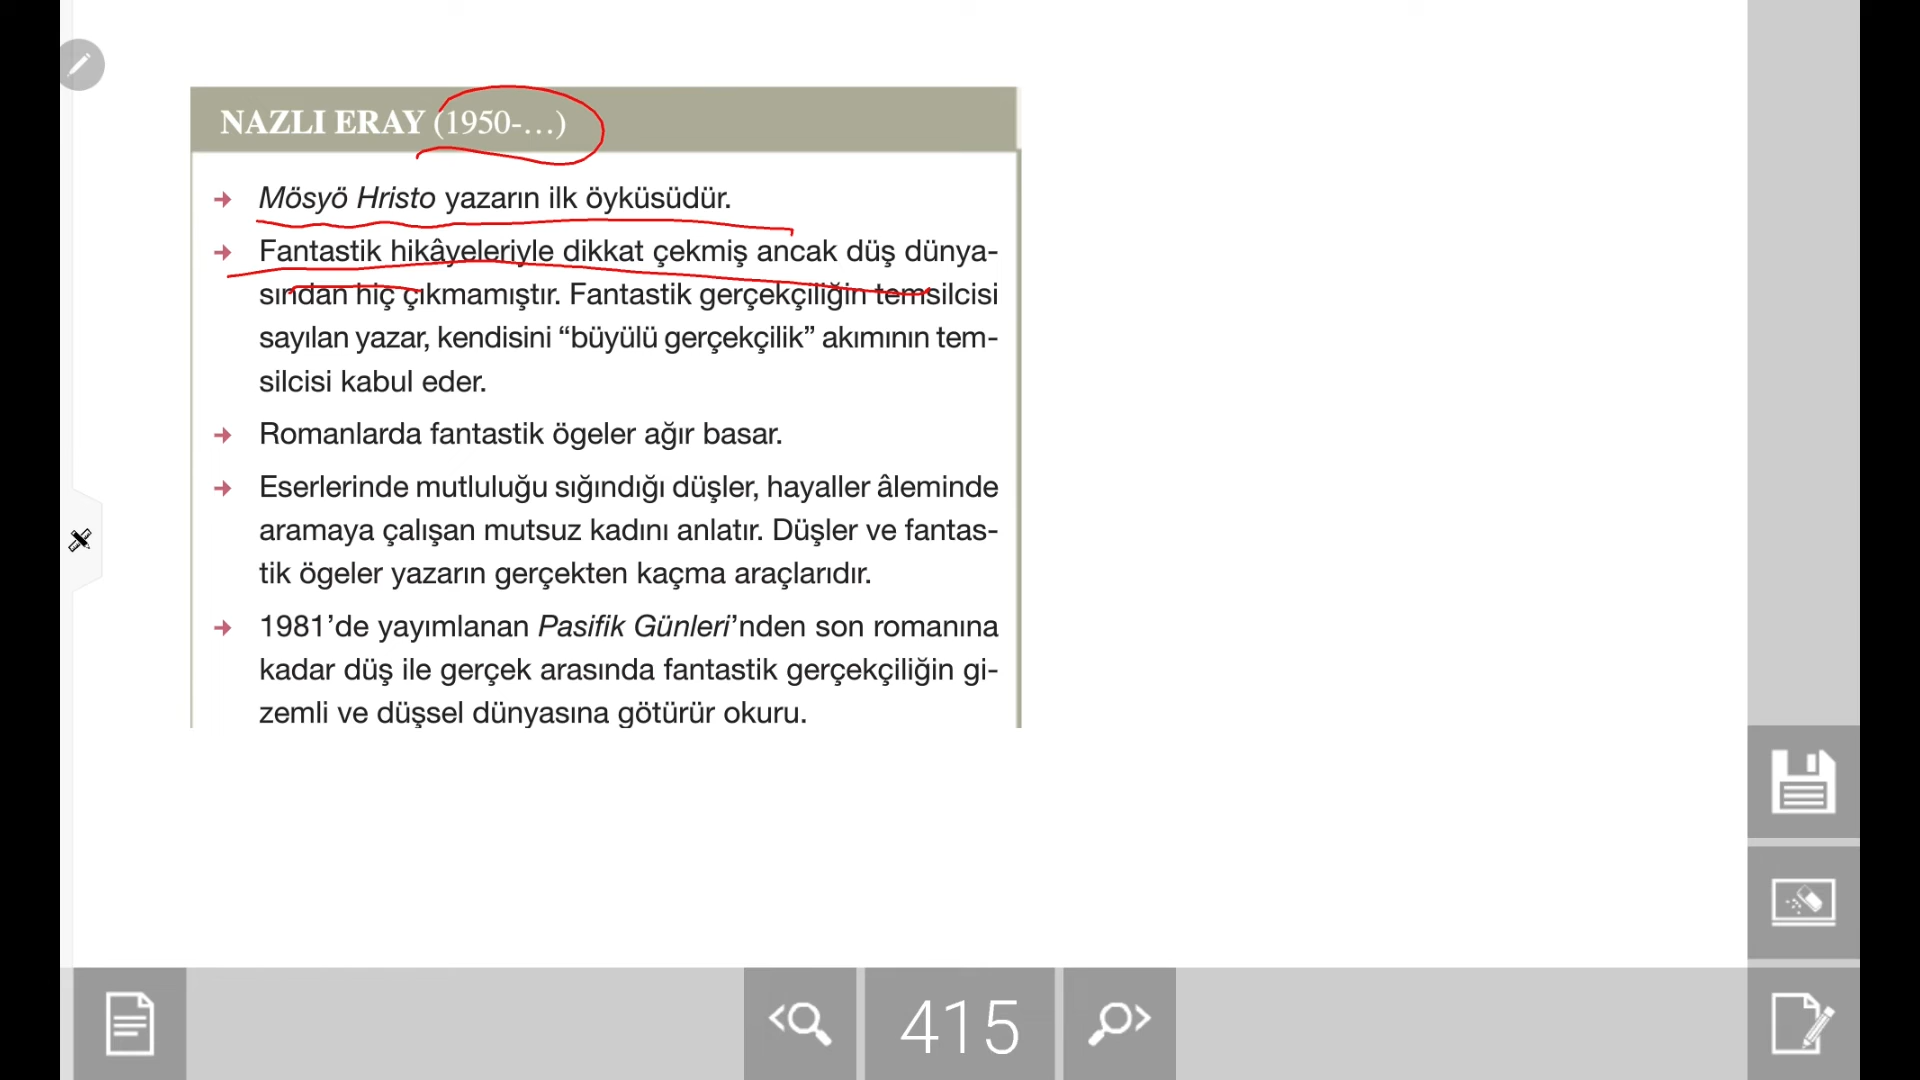 NAZLI ERAY (1950-...)
→ Mösyö Hristo yazarın ilk öyküsüdür.
→ Fantastik hikâyeleriyle dikkat çekmiş ancak düş dünya-
sından hiç çıkmamıştır. Fantastik gerçekçiliğin temsilcisi
sayılan yazar, kendisini “büyülü gerçekçilik” akımının tem-
silcisi kabul eder.
→ Romanlarda fantastik ögeler ağır basar.
→ Eserlerinde mutluluğu sığındığı düşler, hayaller âleminde
aramaya çalışan mutsuz kadını anlatır. Düşler ve fantas-
tik ögeler yazarın gerçekten kaçma araçlarıdır.
→ 1981’de yayımlanan Pasifik Günleri’nden son romanına
kadar düş ile gerçek arasında fantastik gerçekçiliğin gi-
zemli ve düşsel dünyasına götürür okuru.
415